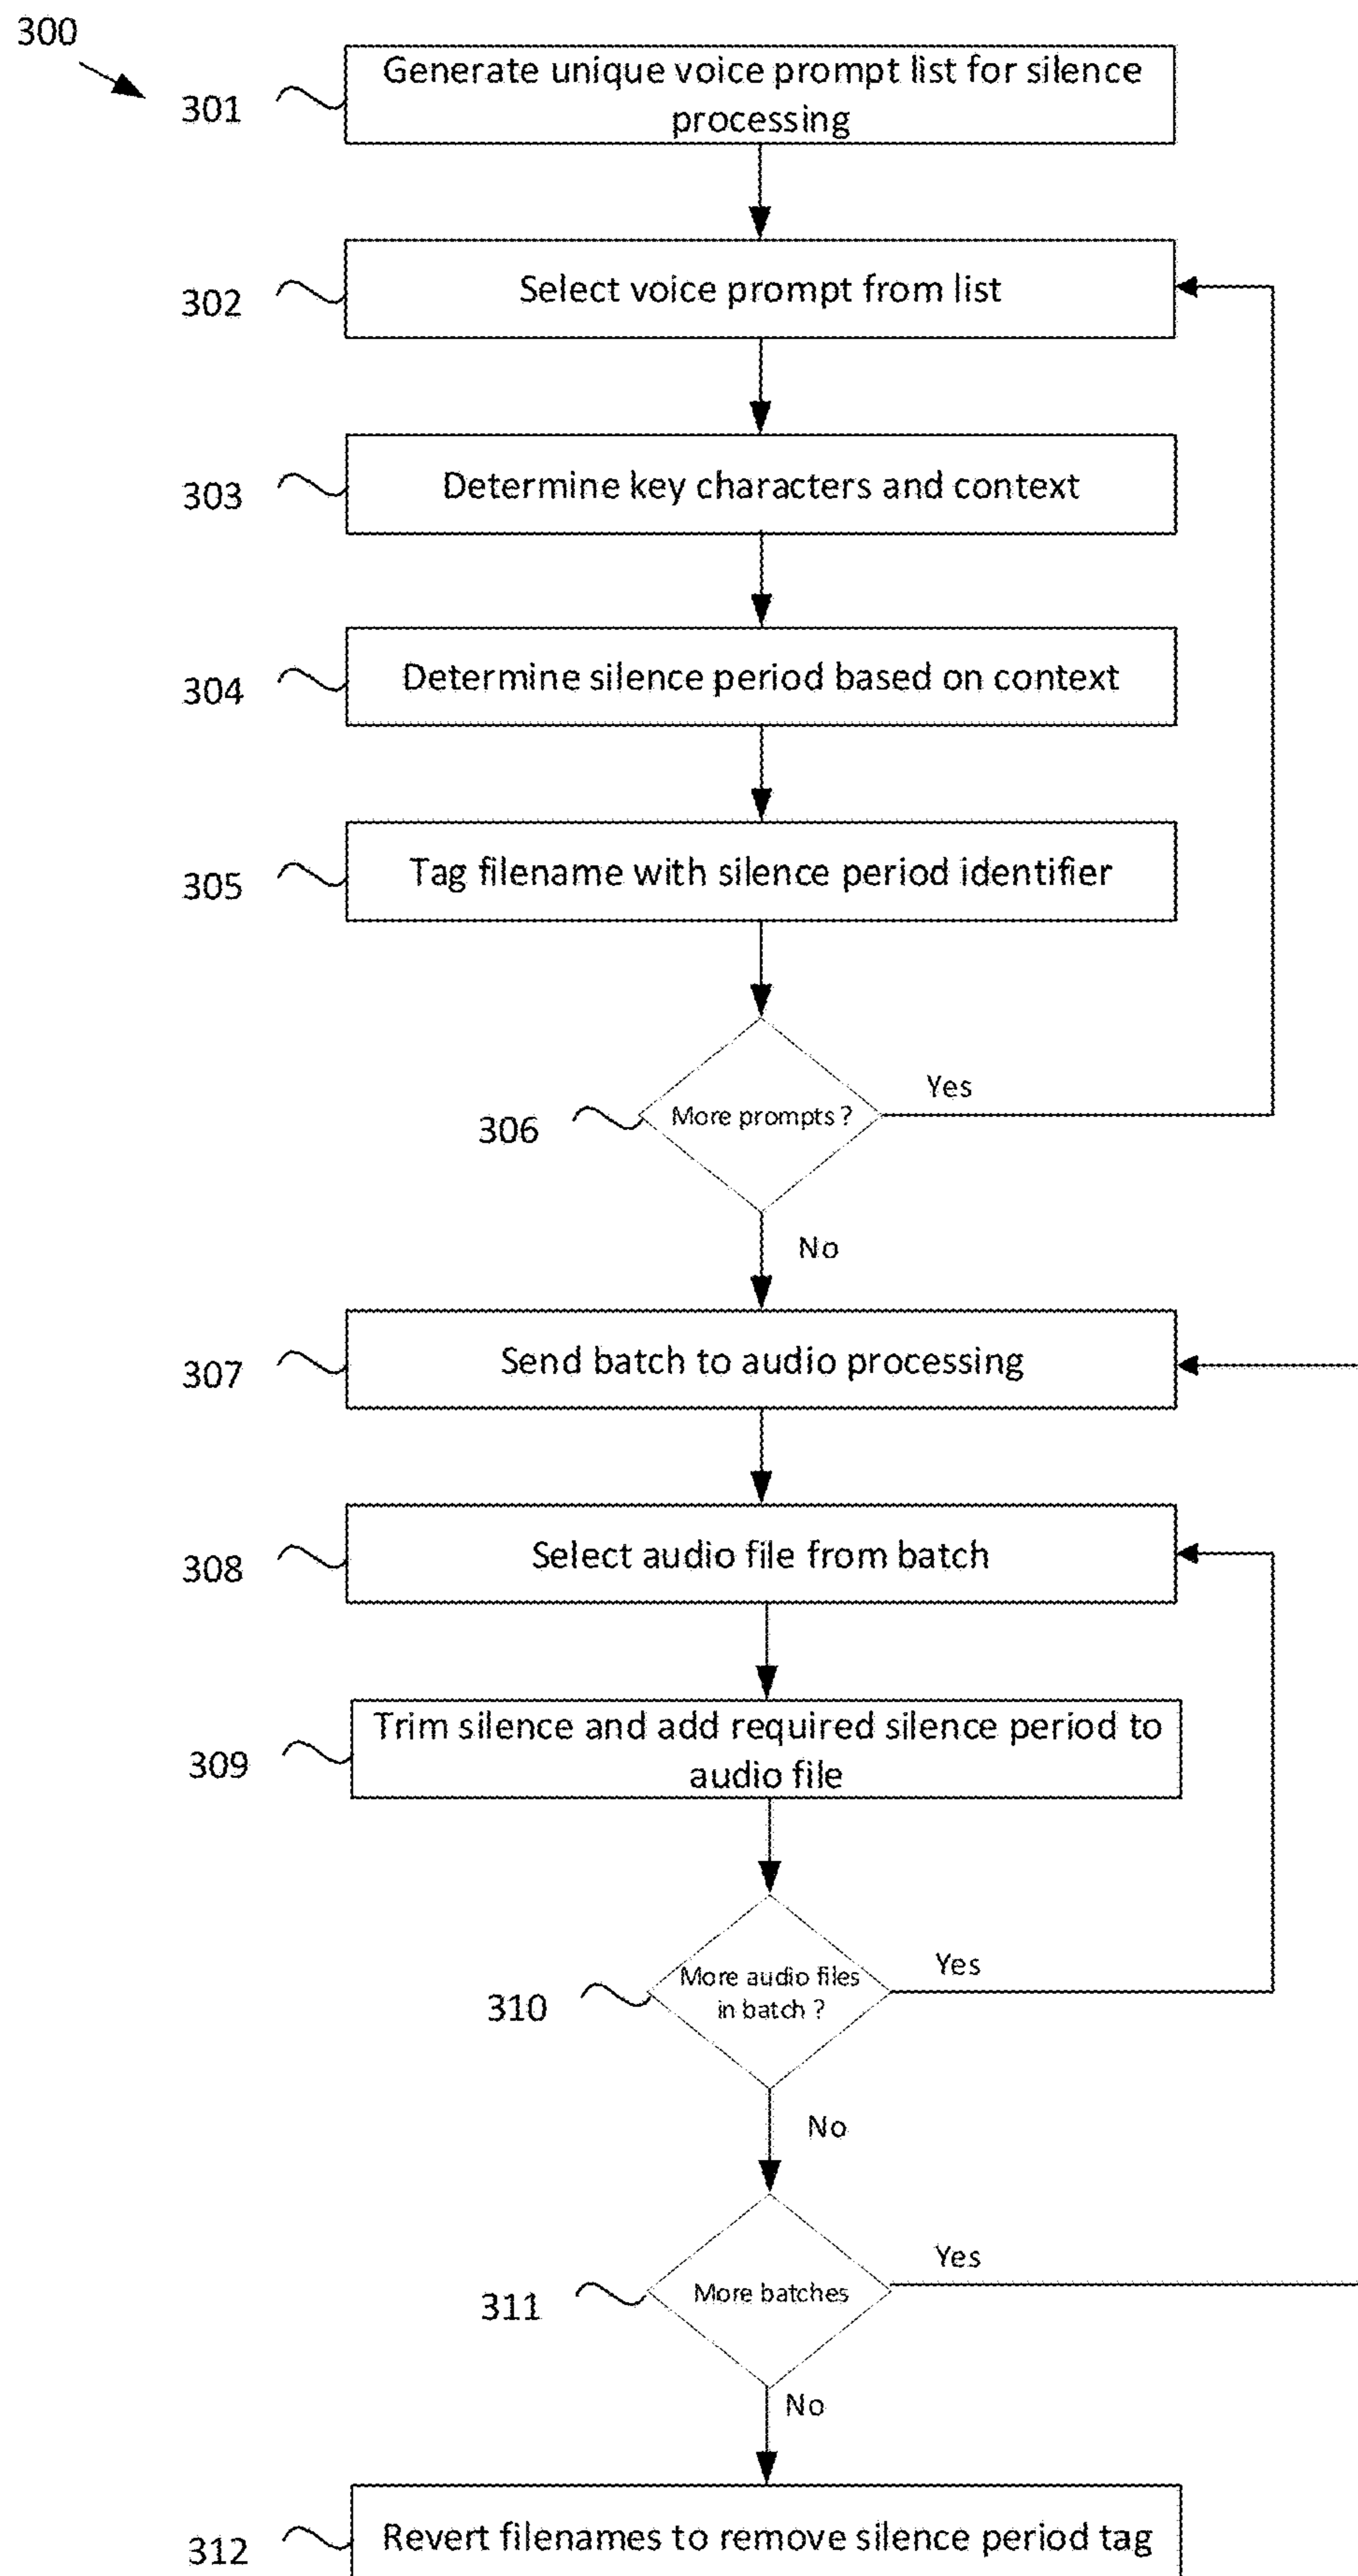 300
301
Generate unique voice prompt list for silence
processing
302
Select voice prompt from list
303
Determine key characters and context
304
Determine silence period based on context
305
Tag filename with silence period identifier
306
More prompts ?
Yes
No
307
Send batch to audio processing
308
Select audio file from batch
309
Trim silence and add required silence period to
audio file
310
More audio files
in batch ?
Yes
No
311
More batches
Yes
No
312
Revert filenames to remove silence period tag